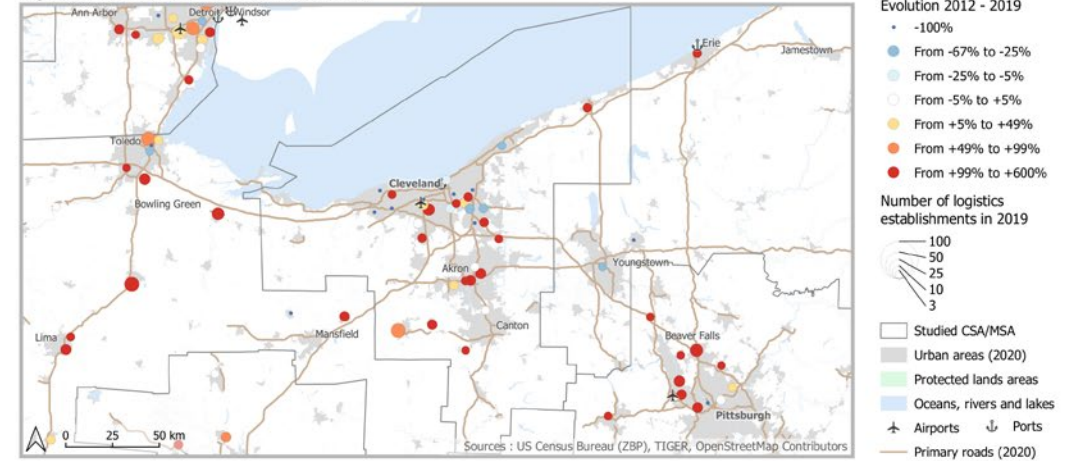 Ann Arbor
Detroit
Windsor
Erie
Jamestown
Toledo
Cleveland
Bowling Green
Youngstown
Akron
Lima
Mansfield
Canton
Beaver Falls
Pittsburgh
0 25 50 km
Sources : US Census Bureau (ZBP), TIGER, OpenStreetMap Contributors
Evolution 2012 - 2019
-100%
From -67% to -25%
From -25% to -5%
From -5% to +5%
From +5% to +49%
From +49% to +99%
From +99% to +600%
Number of logistics
establishments in 2019
100
50
25
10
3
Studied CSA/MSA
Urban areas (2020)
Protected lands areas
Oceans, rivers and lakes
Airports Ports
Primary roads (2020)